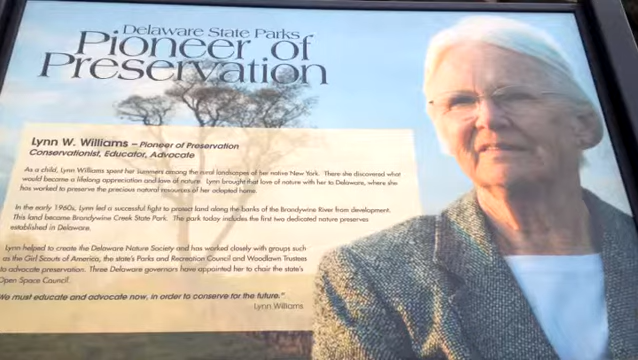 Delaware State Parks
Pioneer of
Preservation
Lynn W. Williams – Pioneer of Preservation
Conservationist, Educator, Advocate
As a child, Lynn Williams spent her summers among the rural landscapes of her native New York. There she discovered what
would become a lifelong appreciation and love of nature. Lynn brought that love of nature with her to Delaware, where she
has worked to preserve the precious natural resources of her adopted home.
In the early 1960s, Lynn led a successful fight to protect land along the banks of the Brandywine River from development.
This land became Brandywine Creek State Park. The park today includes the first two dedicated nature preserves
established in Delaware.
Lynn helped to create the Delaware Nature Society and has worked closely with groups such
as the Girl Scouts of America, the state's Parks and Recreation Council and Woodlawn Trustees
to advocate preservation. Three Delaware governors have appointed her to chair the state's
Open Space Council.
We must educate and advocate now, in order to conserve for the future."
Lynn Williams